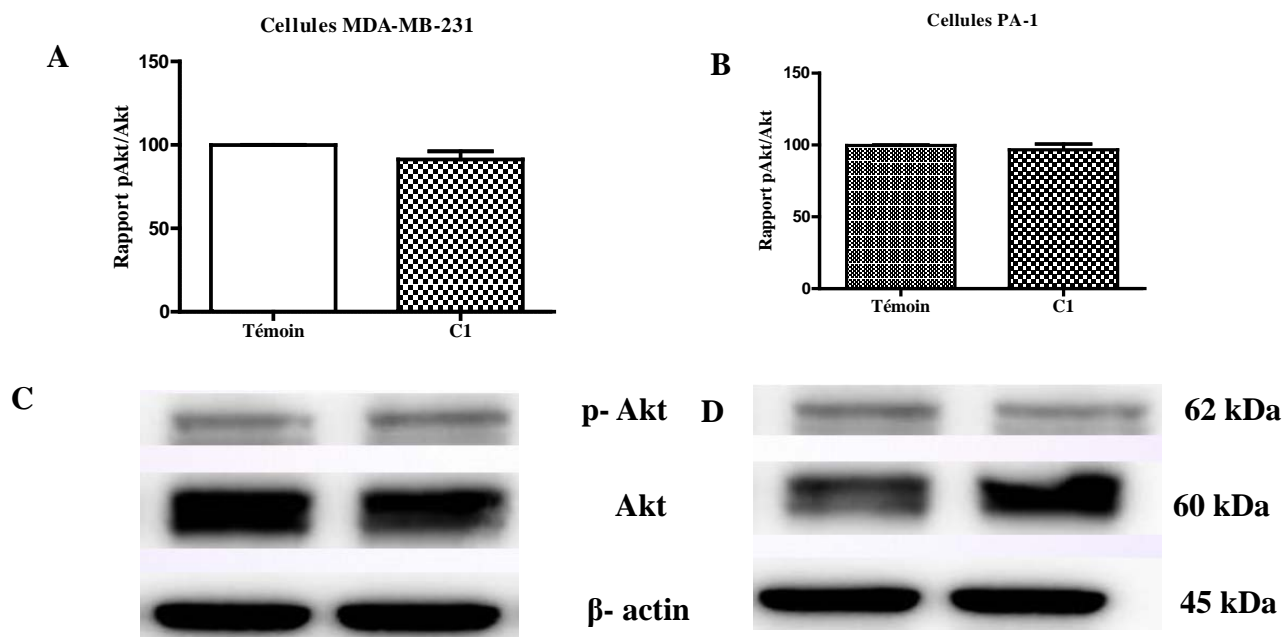 Cellules MDA-MB-231
A
150
100
50
0
Rapport pAkt/Akt
Témoin
C1
Cellules PA-1
B
150
100
50
0
Rapport pAkt/Akt
Témoin
C1
C
p- Akt
D
62 kDa
Akt
60 kDa
β- actin
45 kDa